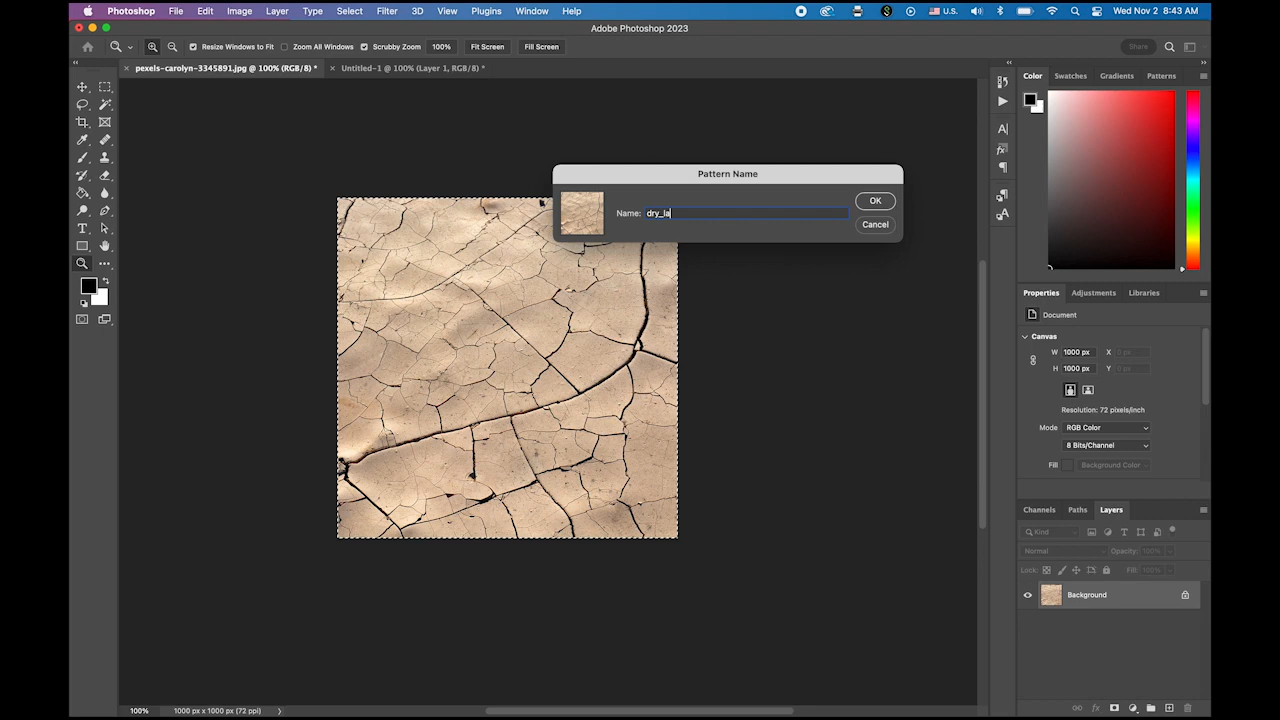 Photoshop File Edit Image Layer Type Select Filter 3D View Plugins Window Help U.S. Wed Nov 2 8:43 AM
Adobe Photoshop 2023
Resize Windows to Fit Zoom All Windows Scrubby Zoom 100% Fit Screen Fill Screen Share
pexels-carolyn-3345891.jpg @ 100% (RGB/8) * Untitled-1 @ 100% (Layer 1, RGB/8) *
Color Swatches Gradients Patterns
Pattern Name
Name: dry_la
OK
Cancel
Properties Adjustments Libraries
Document
Canvas
W 1000 px X 0 px
H 1000 px Y 0 px
Resolution: 72 pixels/inch
Mode RGB Color
8 Bits/Channel
Fill Background Color
Channels Paths Layers
Kind
Normal Opacity: 100%
Lock: Fill: 100%
Background
100% 1000 px x 1000 px (72 ppi)